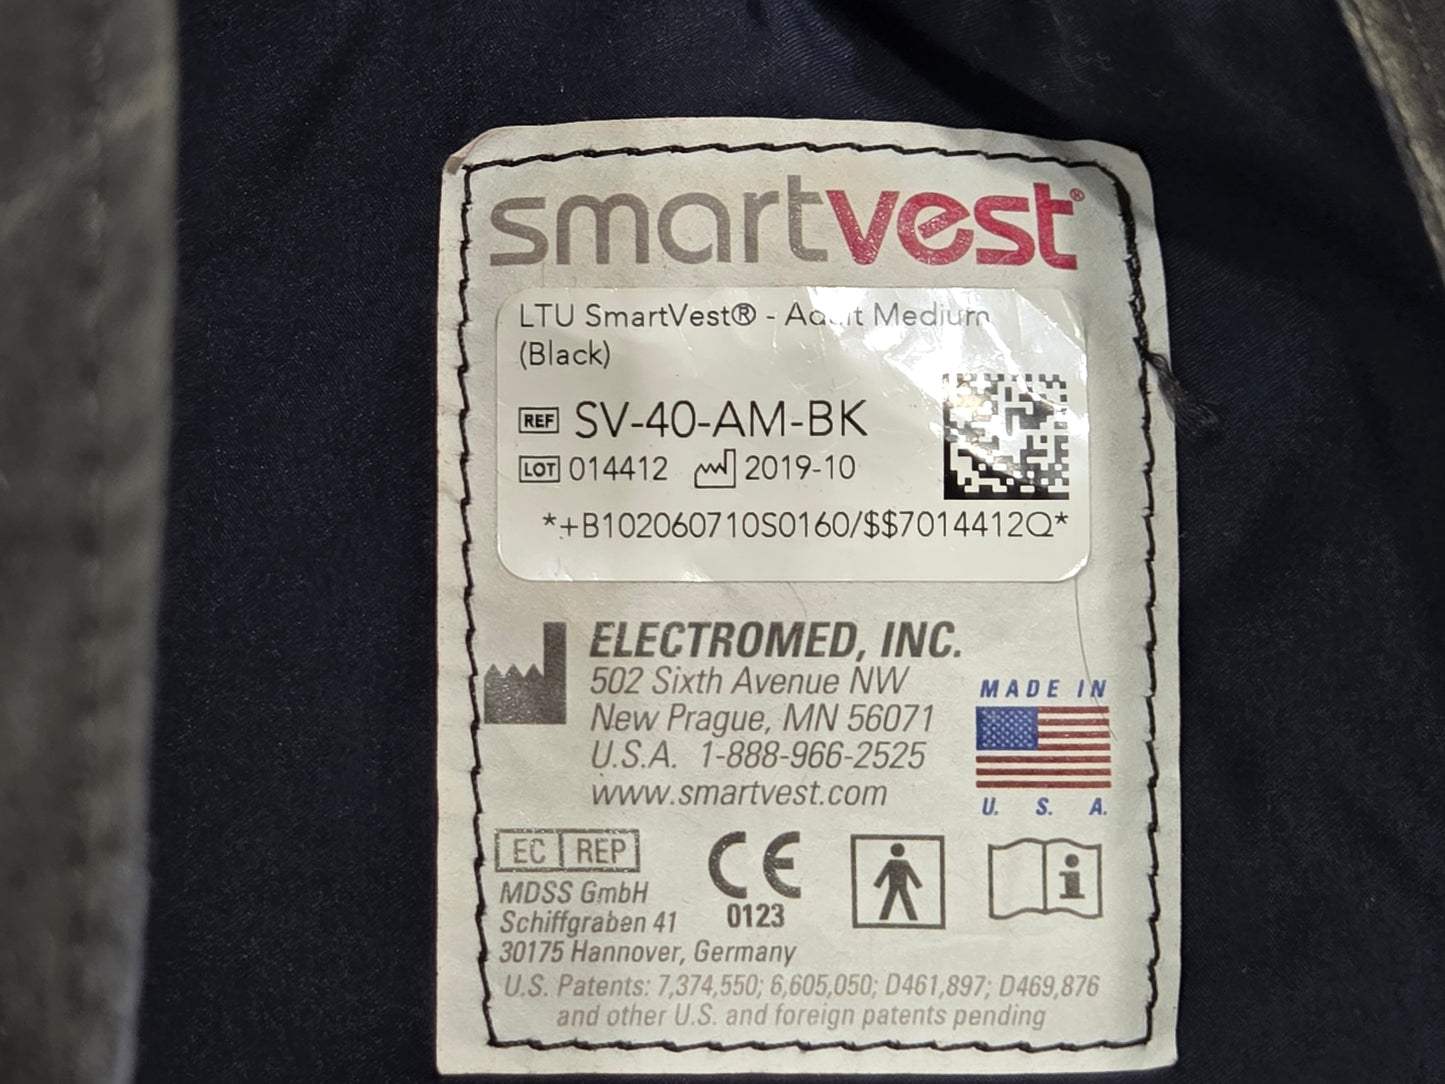 smartvest®
LTU SmartVest® - Adult Medium
(Black)
REF SV-40-AM-BK
LOT 014412 2019-10
*+B102060710S0160/$$7014412Q*
ELECTROMED, INC.
502 Sixth Avenue NW
New Prague, MN 56071
U.S.A. 1-888-966-2525
www.smartvest.com
MADE IN
U. S. A.
EC REP
MDSS GmbH
Schiffgraben 41
30175 Hannover, Germany
CE
0123
i
U.S. Patents: 7,374,550; 6,605,050; D461,897; D469,876
and other U.S. and foreign patents pending